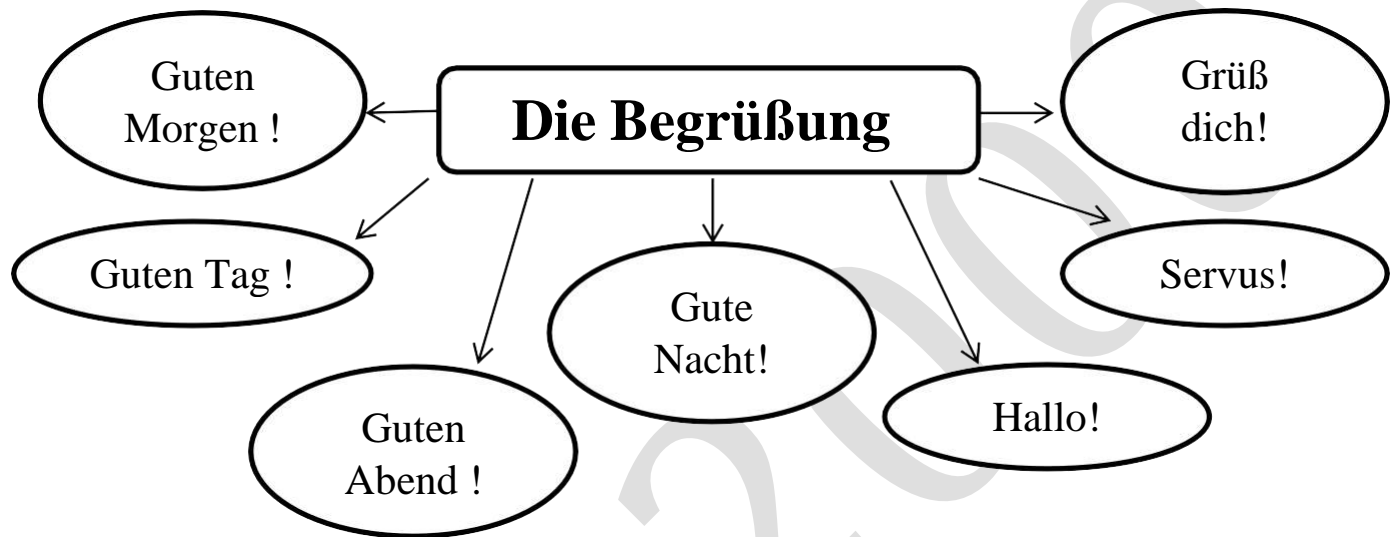 Die Begrüßung
Guten
Morgen !
Guten Tag !
Guten
Abend !
Gute
Nacht!
Hallo!
Servus!
Grüß
dich!